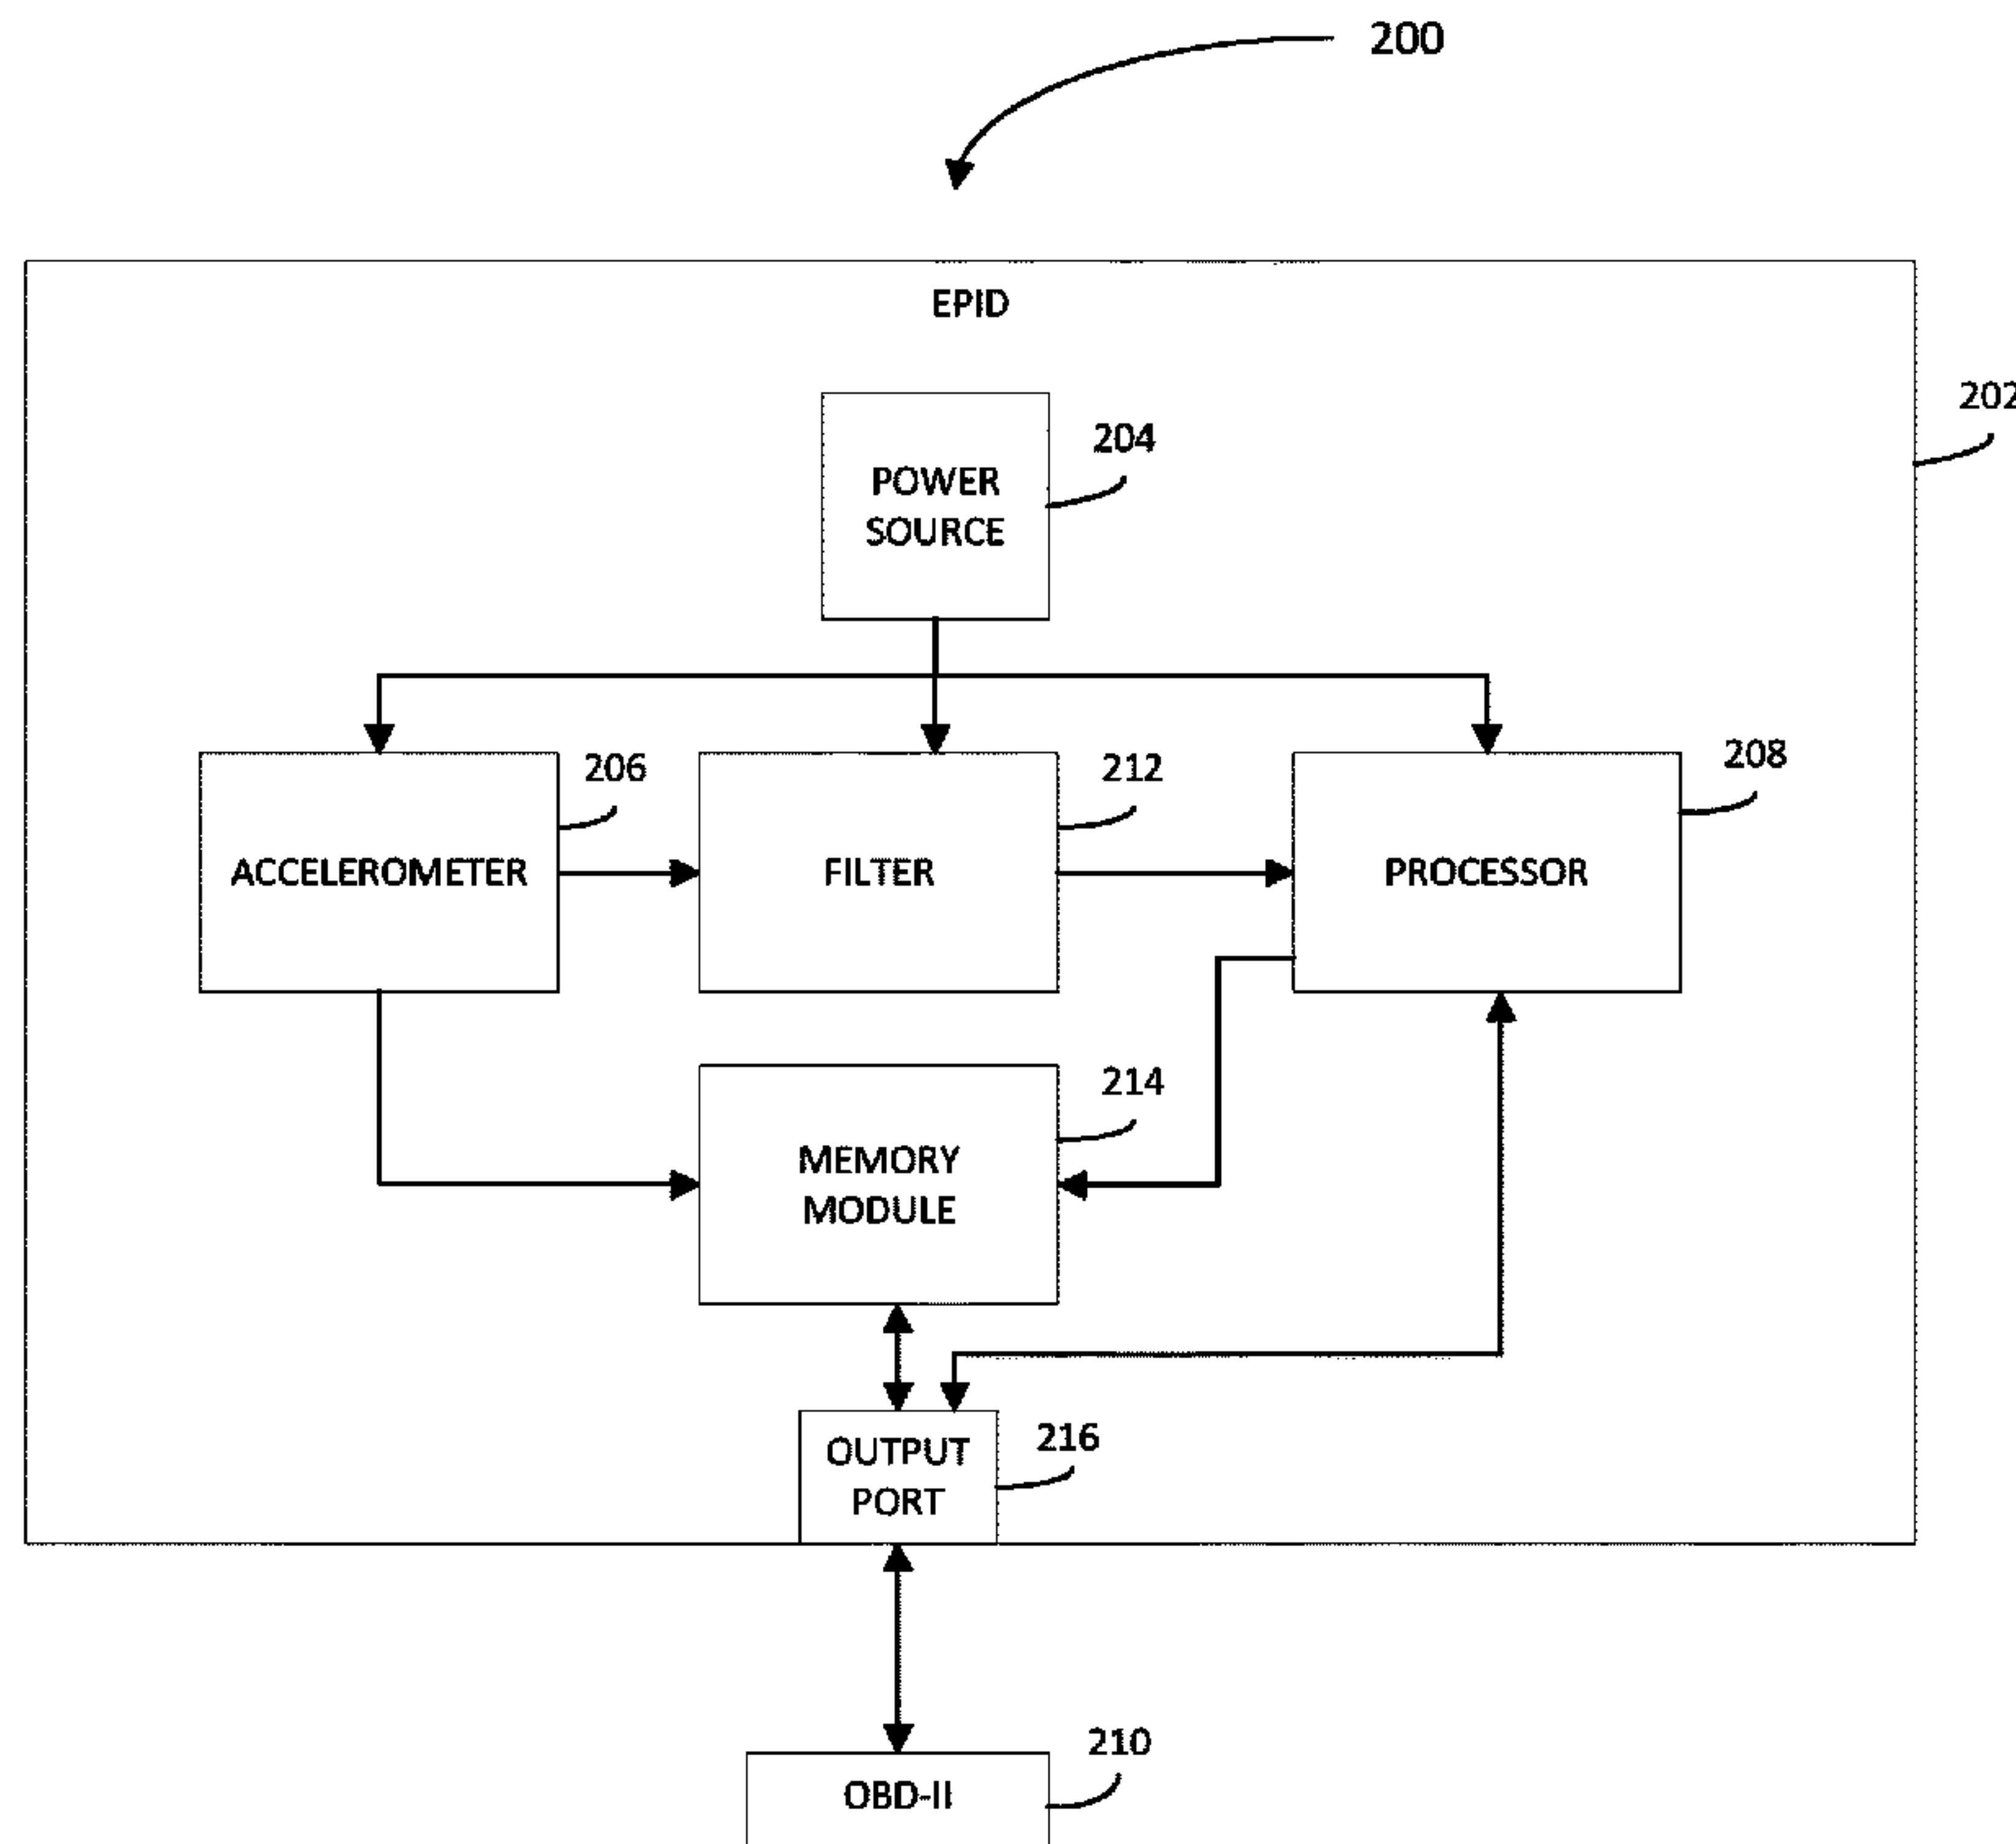 200
EPID
202
204
POWER
SOURCE
206
212
208
ACCELEROMETER
FILTER
PROCESSOR
214
MEMORY
MODULE
216
OUTPUT
PORT
210
OBD-II